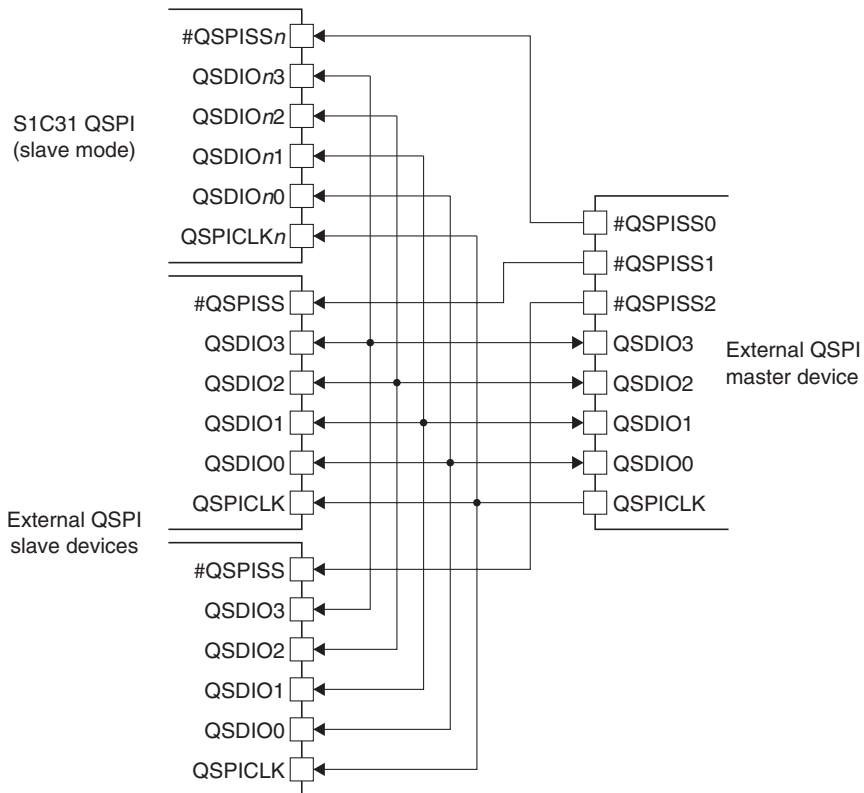 #QSPISSn
QSDIOn3
QSDIOn2
QSDIOn1
QSDIOn0
QSPICLKn
S1C31 QSPI
(slave mode)
#QSPISS
QSDIO3
QSDIO2
QSDIO1
QSDIO0
QSPICLK
External QSPI
slave devices
#QSPISS
QSDIO3
QSDIO2
QSDIO1
QSDIO0
QSPICLK
#QSPISS0
#QSPISS1
#QSPISS2
QSDIO3
QSDIO2
QSDIO1
QSDIO0
QSPICLK
External QSPI
master device